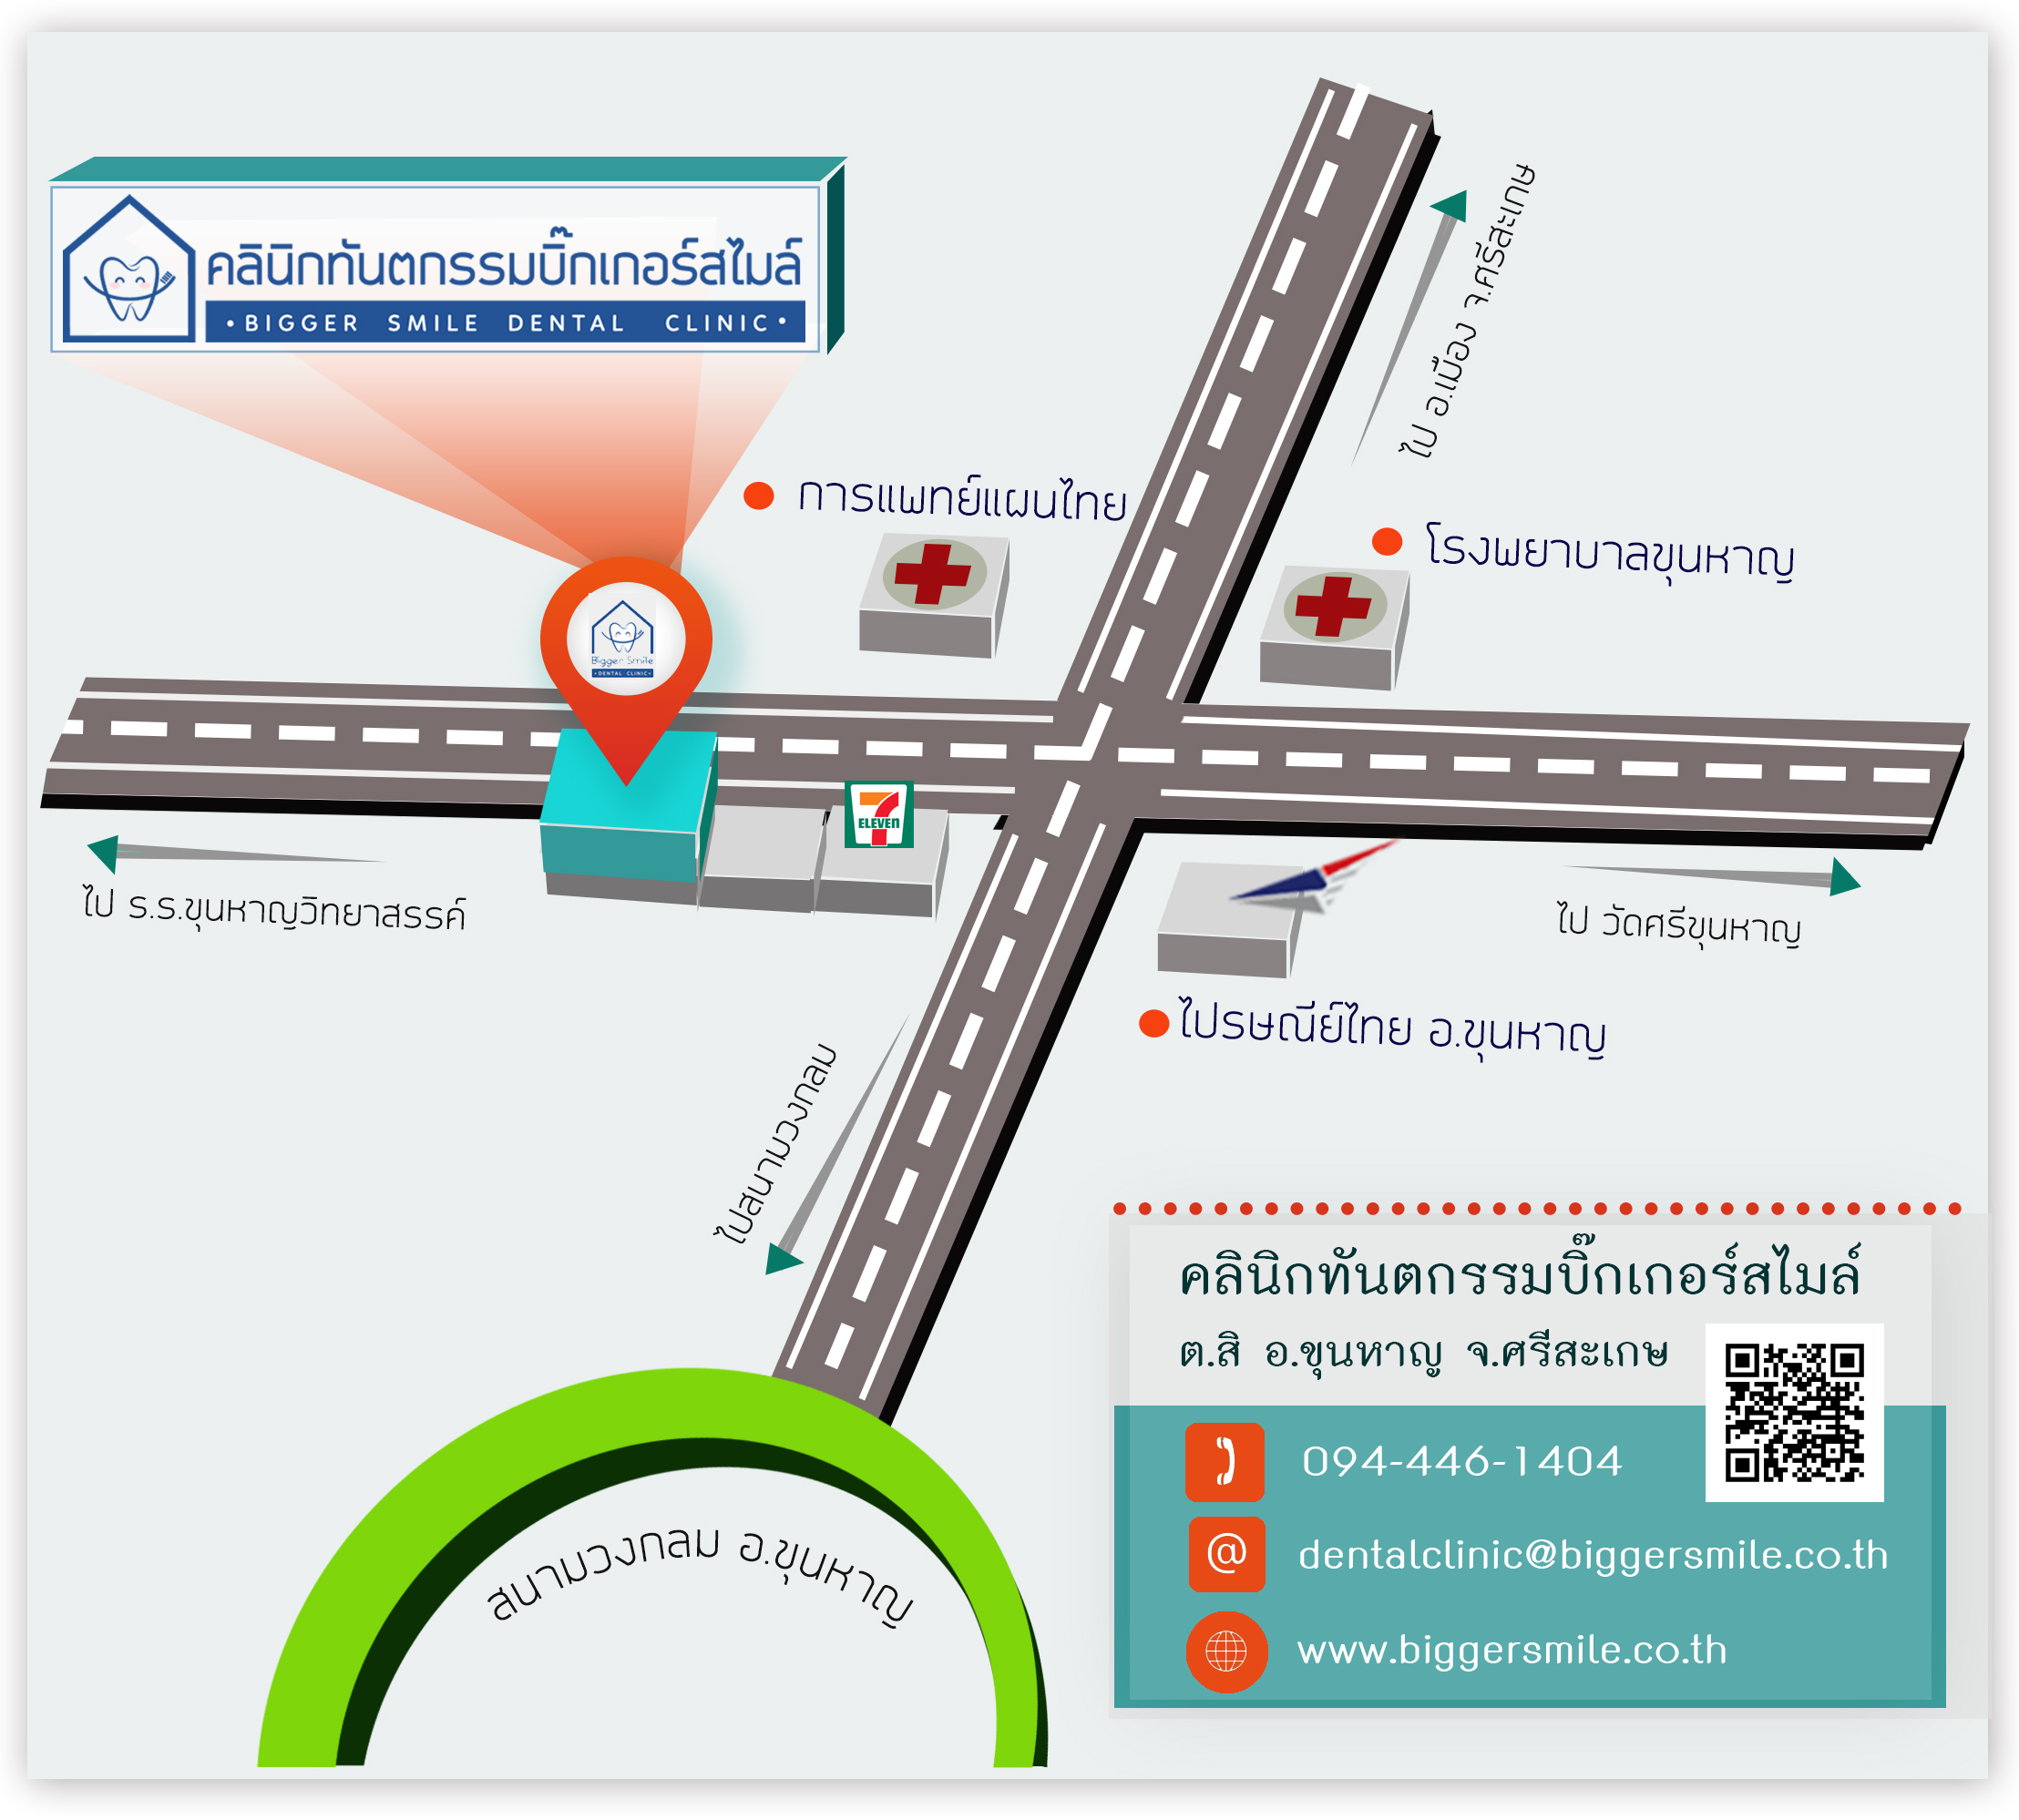 คลินิกทันตกรรมบิ๊กเกอร์สไมล์
• BIGGER SMILE DENTAL CLINIC •
ไป อ.เมือง จ.ศรีสะเกษ
การแพทย์แผนไทย
โรงพยาบาลขุนหาญ
Bigger Smile
• DENTAL CLINIC •
7
ELEVEN
ไป ร.ร.ขุนหาญวิทยาสรรค์
ไป วัดศรีขุนหาญ
ไปรษณีย์ไทย อ.ขุนหาญ
ไปสนามวงกลม
สนามวงกลม อ.ขุนหาญ
คลินิกทันตกรรมบิ๊กเกอร์สไมล์
ต.สิ อ.ขุนหาญ จ.ศรีสะเกษ
094-446-1404
@ dentalclinic@biggersmile.co.th
www.biggersmile.co.th